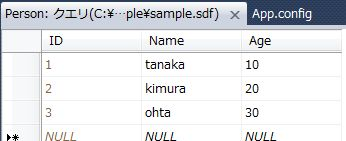 Person: クエリ(C:¥…ple¥sample.sdf) App.config
ID Name Age
1 tanaka 10
2 kimura 20
3 ohta 30
NULL NULL NULL